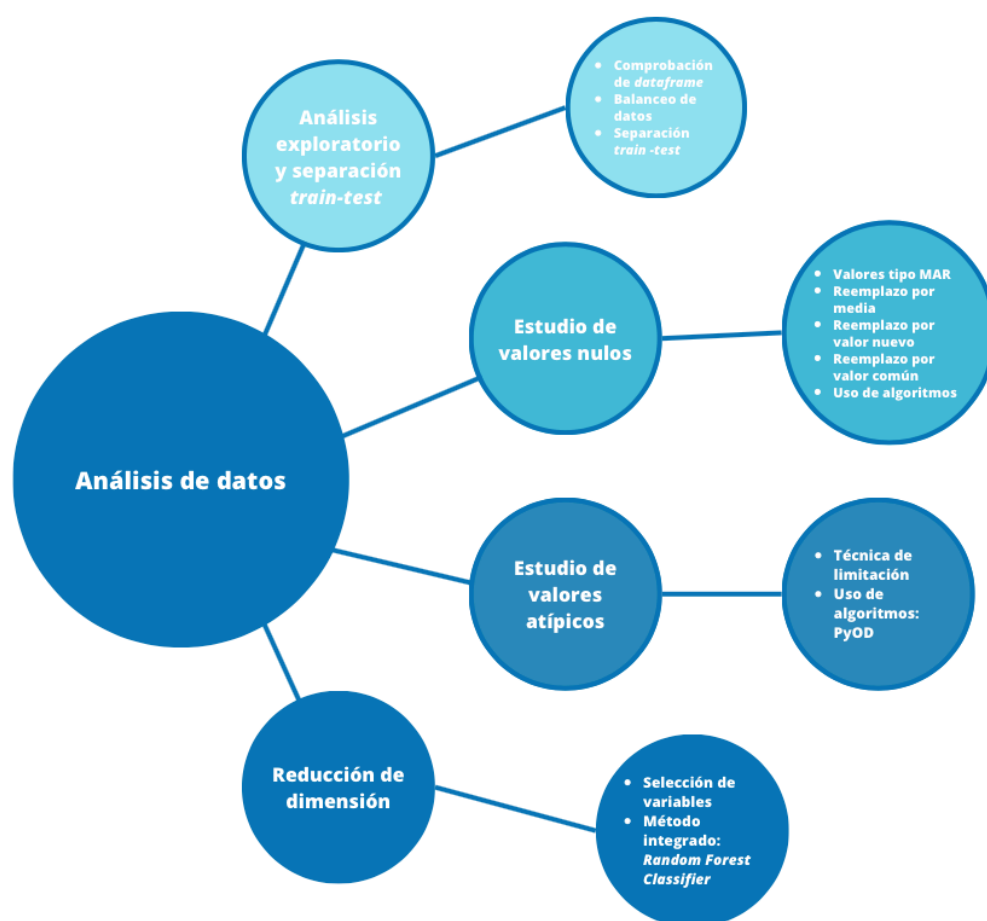 Análisis
exploratorio
y separación
train-test
• Comprobación
de dataframe
• Balanceo de
datos
• Separación
train -test
Estudio de
valores nulos
• Valores tipo MAR
• Reemplazo por
media
• Reemplazo por
valor nuevo
• Reemplazo por
valor común
• Uso de algoritmos
Análisis de datos
Estudio de
valores
atípicos
• Técnica de
limitación
• Uso de
algoritmos:
PyOD
Reducción de
dimensión
• Selección de
variables
• Método
integrado:
Random Forest
Classifier